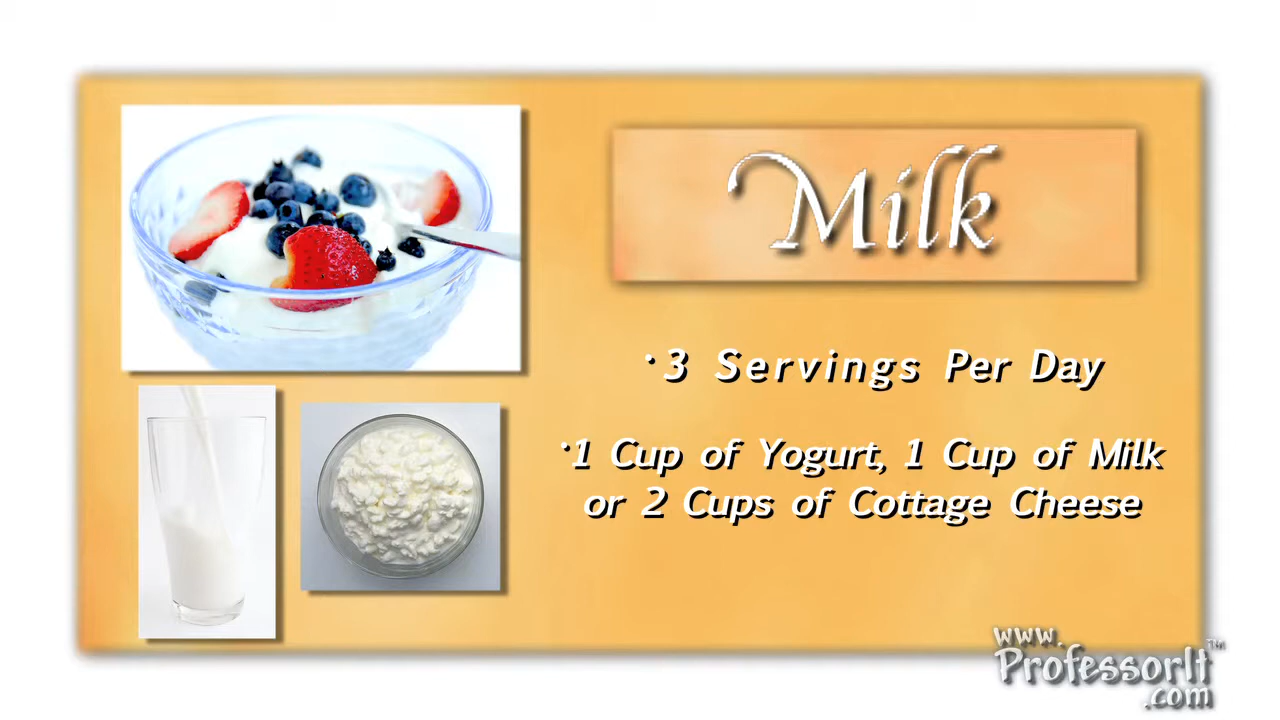 Milk
·3 Servings Per Day
·1 Cup of Yogurt, 1 Cup of Milk
or 2 Cups of Cottage Cheese
www.
ProfessorIt™
.com